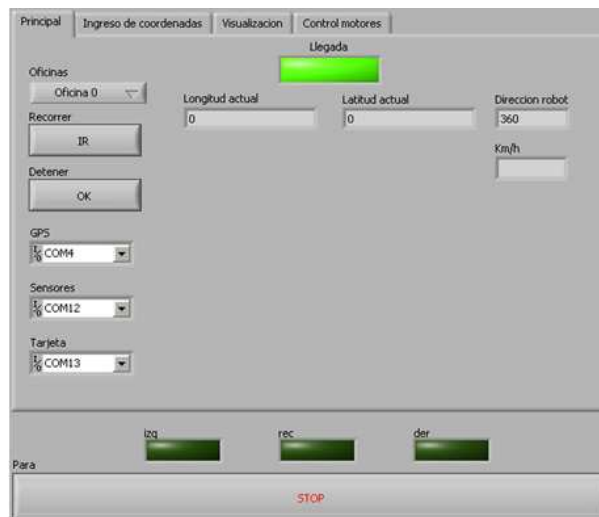 Principal Ingreso de coordenadas Visualizacion Control motores
Llegada
Oficinas
Oficina 0
Longitud actual Latitud actual Direccion robot
0 0 360
Recorrer
IR
Km/h
Detener
OK
GPS
COM4
Sensores
COM12
Tarjeta
COM13
izq rec der
Para
STOP